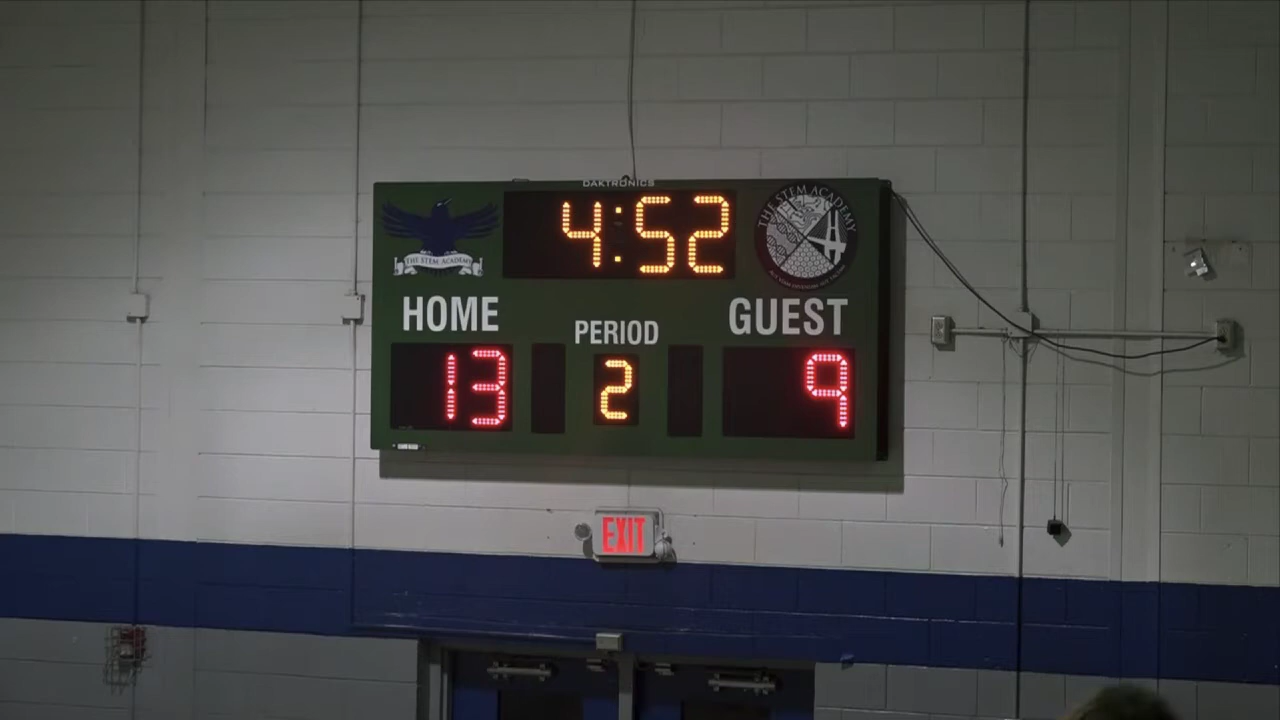 DAKTRONICS
4:52
THE STEM ACADEMY
THE STEM ACADEMY
HOME
PERIOD
GUEST
13
2
9
EXIT